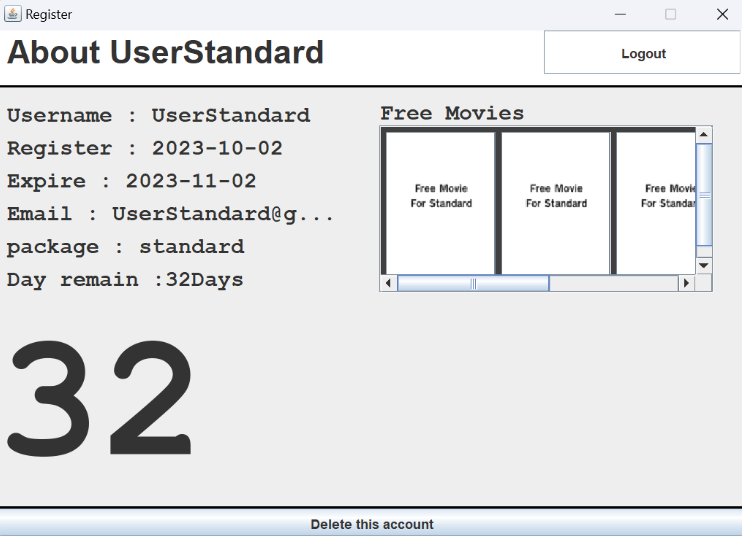 Register
About UserStandard
Logout
Username : UserStandard
Register : 2023-10-02
Expire : 2023-11-02
Email : UserStandard@g...
package : standard
Day remain :32Days
32
Free Movies
Free Movie
For Standard
Free Movie
For Standard
Free Movie
For Standar
Delete this account